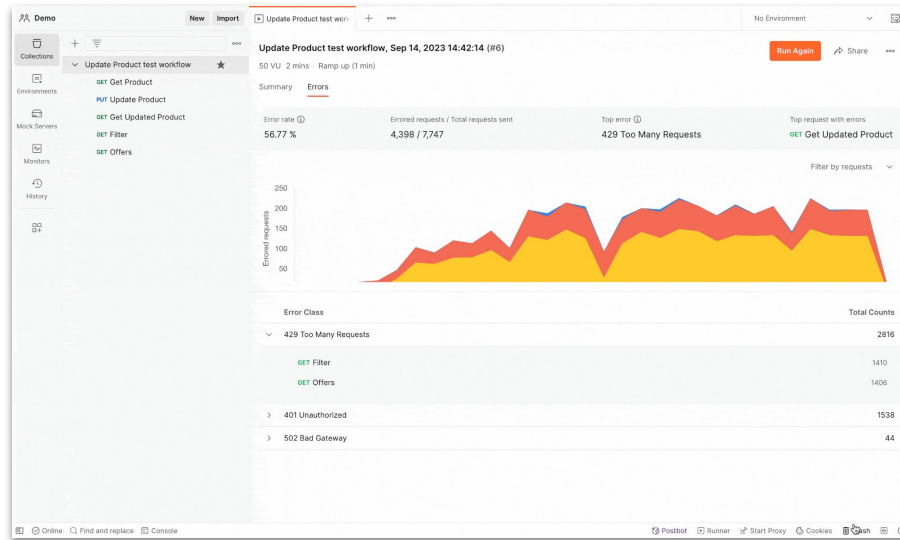 Demo
New Import
Update Product test work
No Environment
Collections
Environments
Mock Servers
Monitors
History
Update Product test workflow
GET Get Product
PUT Update Product
GET Get Updated Product
GET Filter
GET Offers
Update Product test workflow, Sep 14, 2023 14:42:14 (#6)
Run Again Share
50 VU 2 mins · Ramp up (1 min)
Summary Errors
Error rate Errored requests / Total requests sent Top error Top request with errors
56.77 % 4,398 / 7,747 429 Too Many Requests GET Get Updated Product
Filter by requests
Errored requests
250
200
150
100
50
Error Class Total Counts
429 Too Many Requests 2816
GET Filter 1410
GET Offers 1406
401 Unauthorized 1538
502 Bad Gateway 44
Online Find and replace Console Postbot Runner Start Proxy Cookies